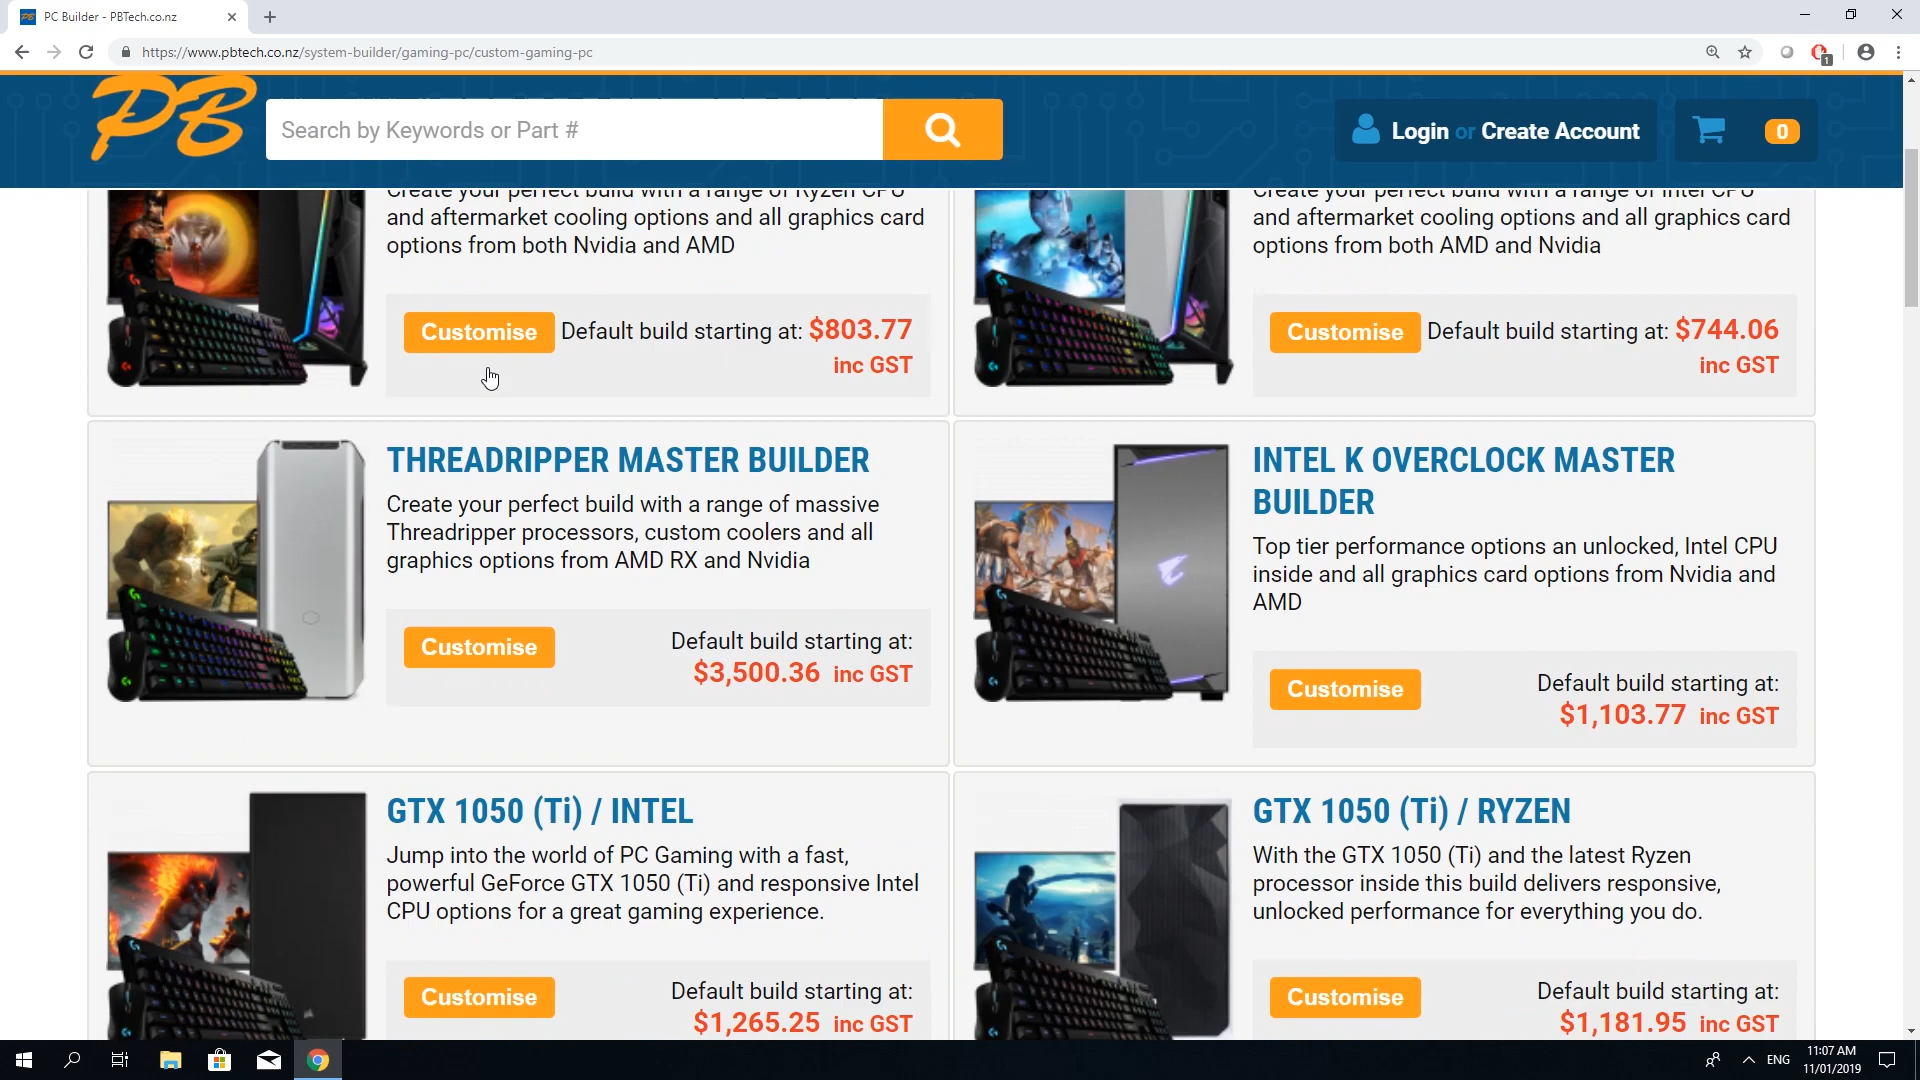 PC Builder - PBTech.co.nz
https://www.pbtech.co.nz/system-builder/gaming-pc/custom-gaming-pc
1
PB
Search by Keywords or Part #
Login or Create Account
0
Create your perfect build with a range of Ryzen CPU
and aftermarket cooling options and all graphics card
options from both Nvidia and AMD
Customise
Default build starting at: $803.77
inc GST
Create your perfect build with a range of Intel CPU
and aftermarket cooling options and all graphics card
options from both AMD and Nvidia
Customise
Default build starting at: $744.06
inc GST
THREADRIPPER MASTER BUILDER
Create your perfect build with a range of massive
Threadripper processors, custom coolers and all
graphics options from AMD RX and Nvidia
Customise
Default build starting at:
$3,500.36 inc GST
INTEL K OVERCLOCK MASTER
BUILDER
Top tier performance options an unlocked, Intel CPU
inside and all graphics card options from Nvidia and
AMD
Customise
Default build starting at:
$1,103.77 inc GST
GTX 1050 (Ti) / INTEL
Jump into the world of PC Gaming with a fast,
powerful GeForce GTX 1050 (Ti) and responsive Intel
CPU options for a great gaming experience.
Customise
Default build starting at:
$1,265.25 inc GST
GTX 1050 (Ti) / RYZEN
With the GTX 1050 (Ti) and the latest Ryzen
processor inside this build delivers responsive,
unlocked performance for everything you do.
Customise
Default build starting at:
$1,181.95 inc GST
ENG
11:07 AM
11/01/2019